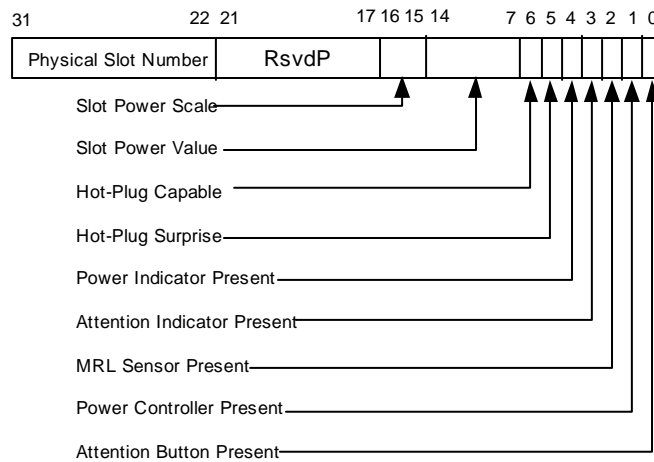 31 22 21 17 16 15 14 7 6 5 4 3 2 1 0
Physical Slot Number RsvdP
Slot Power Scale
Slot Power Value
Hot-Plug Capable
Hot-Plug Surprise
Power Indicator Present
Attention Indicator Present
MRL Sensor Present
Power Controller Present
Attention Button Present